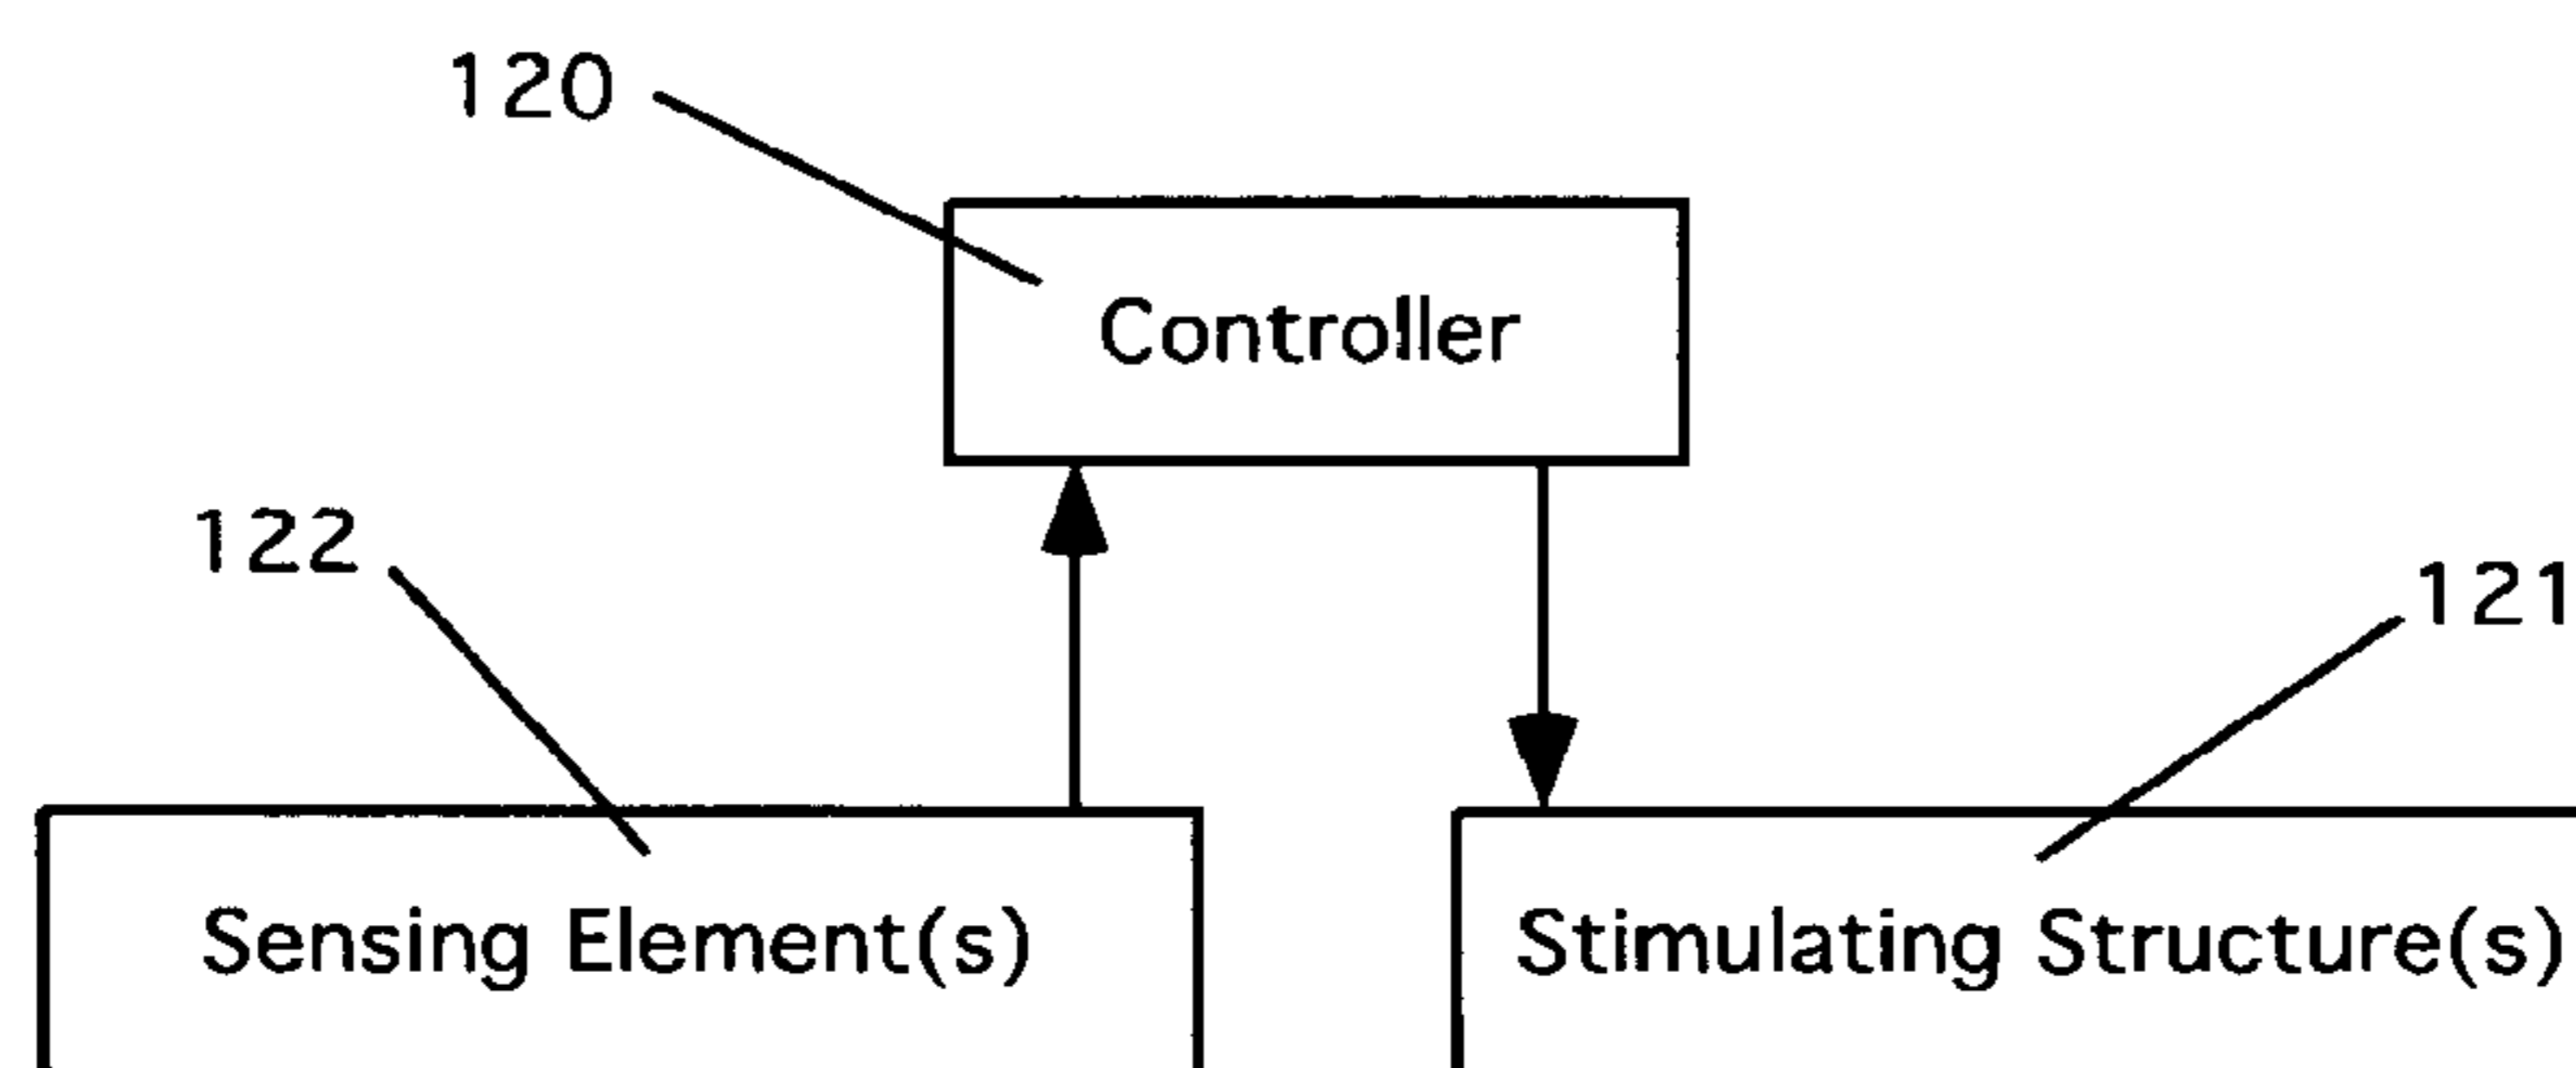 120
Controller
122
121
Sensing Element(s)
Stimulating Structure(s)